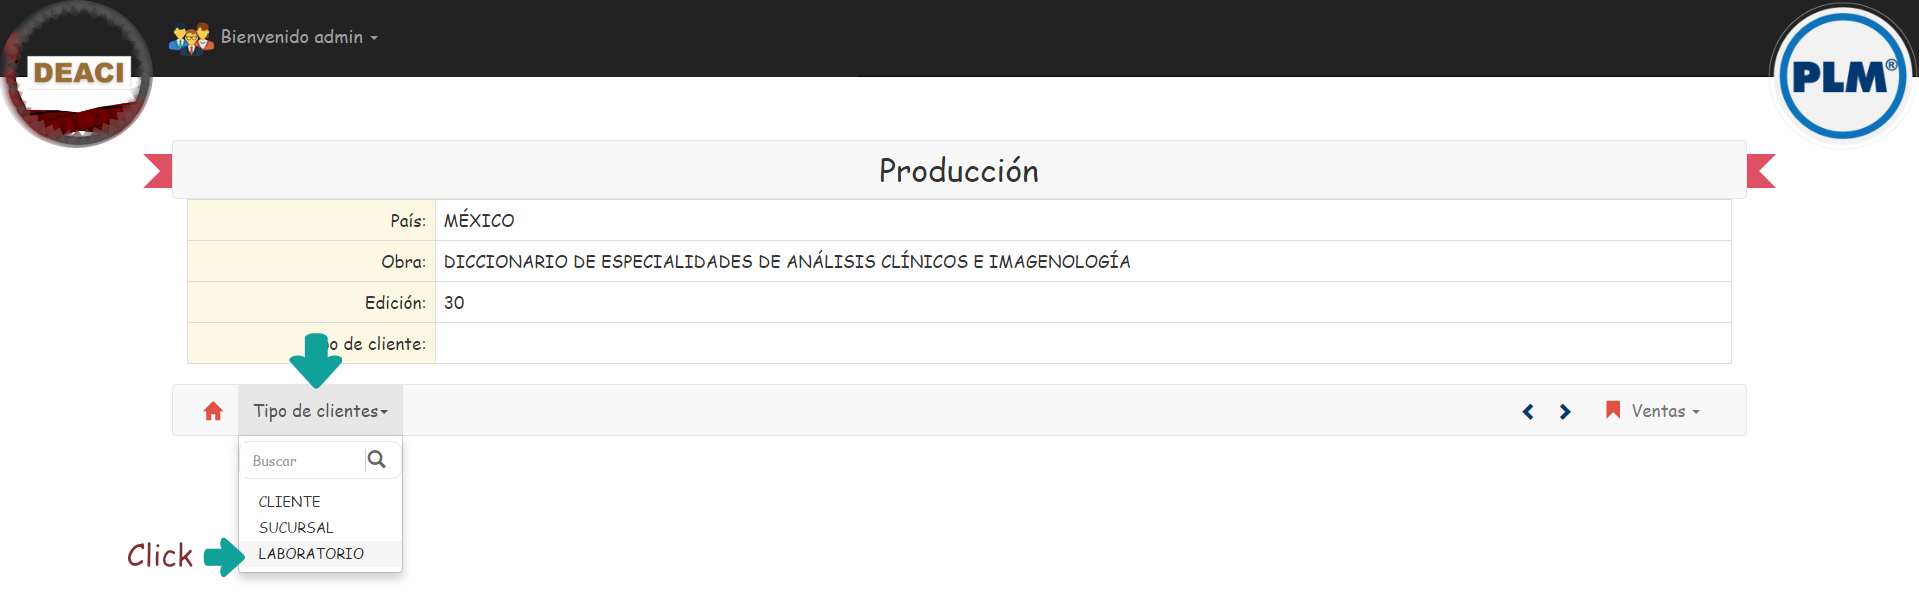 Bienvenido admin
DEACI
PLM®
Producción
País: MÉXICO
Obra: DICCIONARIO DE ESPECIALIDADES DE ANÁLISIS CLÍNICOS E IMAGENOLOGÍA
Edición: 30
o de cliente:
Tipo de clientes
Ventas
Buscar
CLIENTE
SUCURSAL
Click LABORATORIO